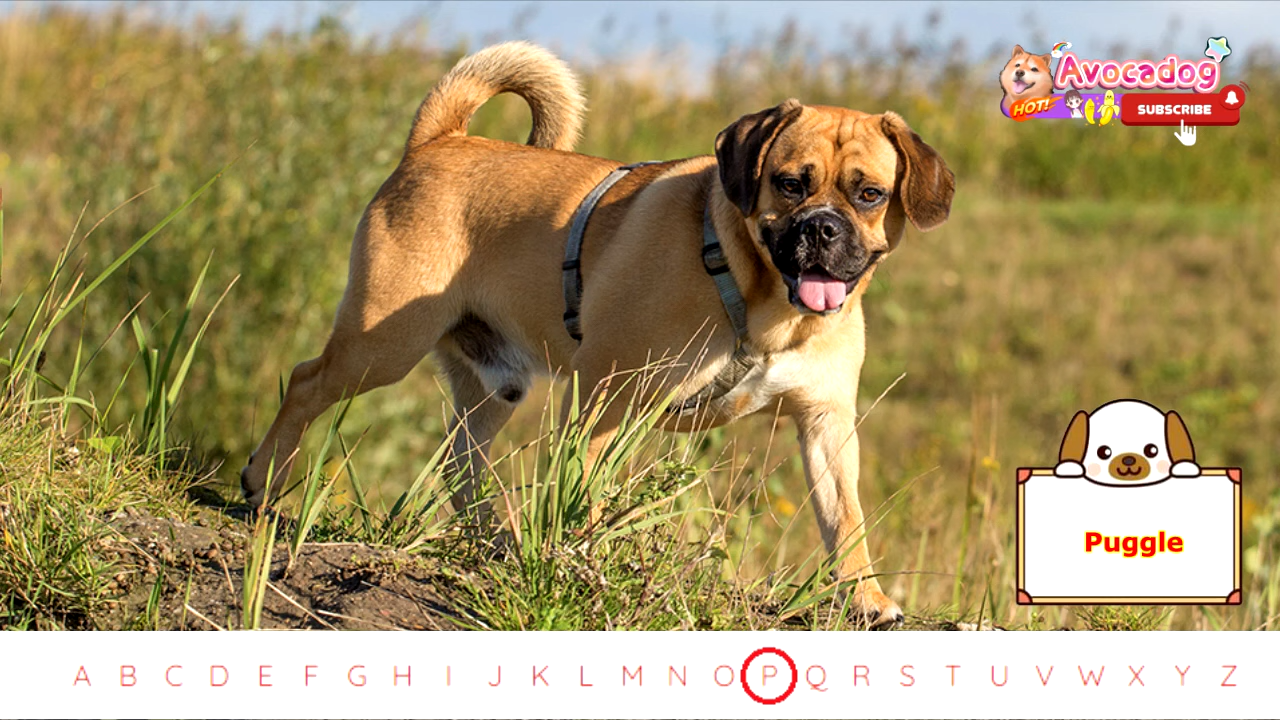 Avocadog
HOT!
SUBSCRIBE
Puggle
A B C D E F G H I J K L M N O P Q R S T U V W X Y Z